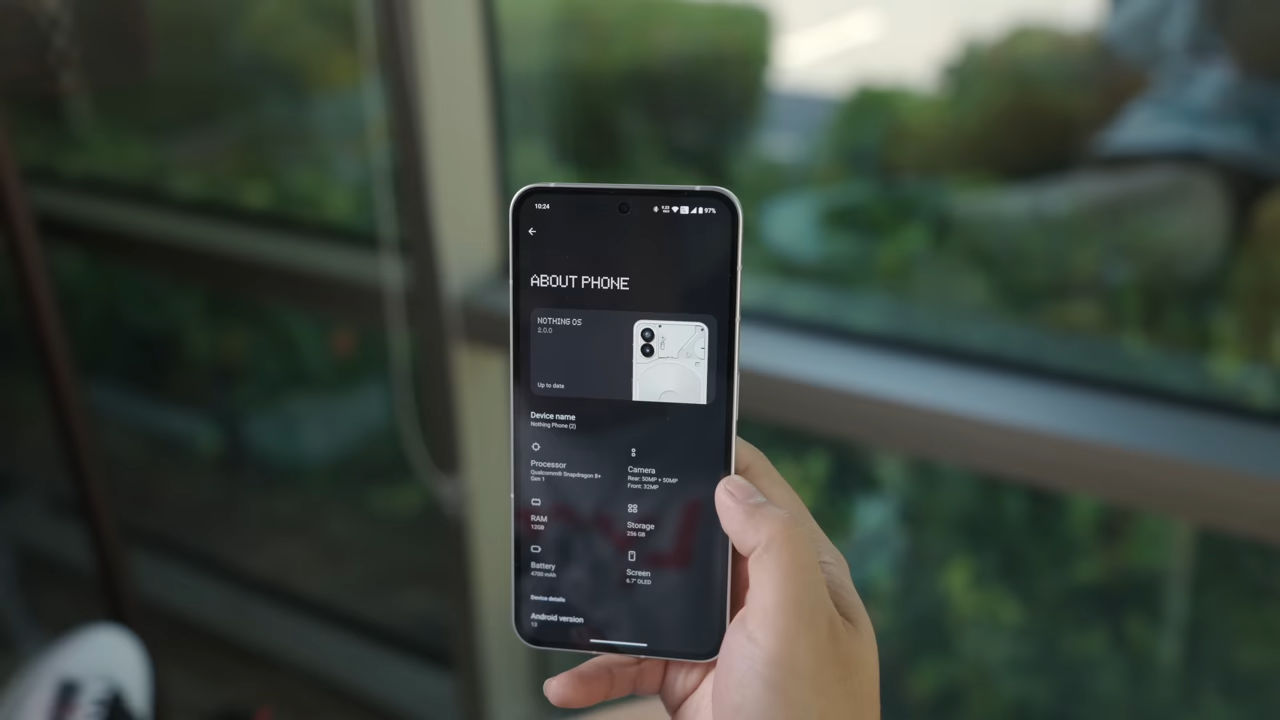 10:24
97%
ABOUT PHONE
NOTHING OS
2.0.0
Up to date
Device name
Nothing Phone (2)
Processor
Qualcomm® Snapdragon 8+
Gen 1
Camera
Rear: 50MP + 50MP
Front: 32MP
RAM
12GB
Storage
256 GB
Battery
4700 mAh
Screen
6.7" OLED
Device details
Android version
13